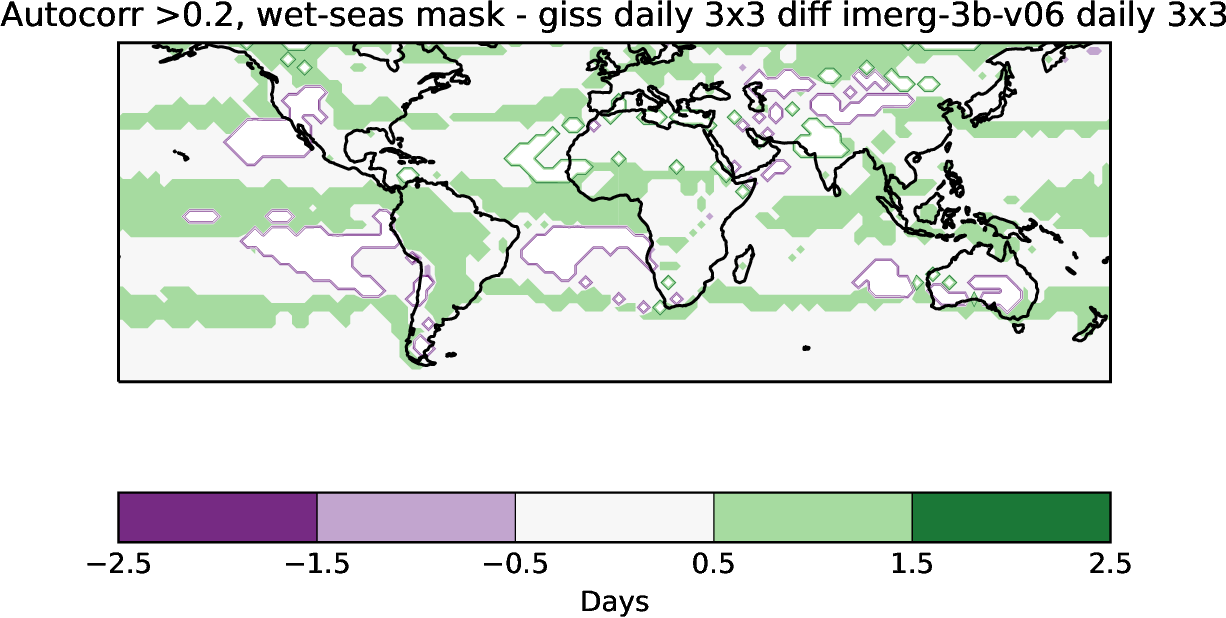 Autocorr >0.2, wet-seas mask - giss daily 3x3 diff imerg-3b-v06 daily 3x3
−2.5 −1.5 −0.5 0.5 1.5 2.5
Days